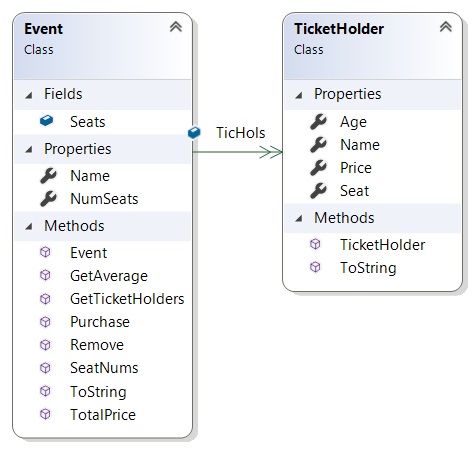 Event
Class
Fields
Seats
Properties
Name
NumSeats
Methods
Event
GetAverage
GetTicketHolders
Purchase
Remove
SeatNums
ToString
TotalPrice
TicHols
TicketHolder
Class
Properties
Age
Name
Price
Seat
Methods
TicketHolder
ToString